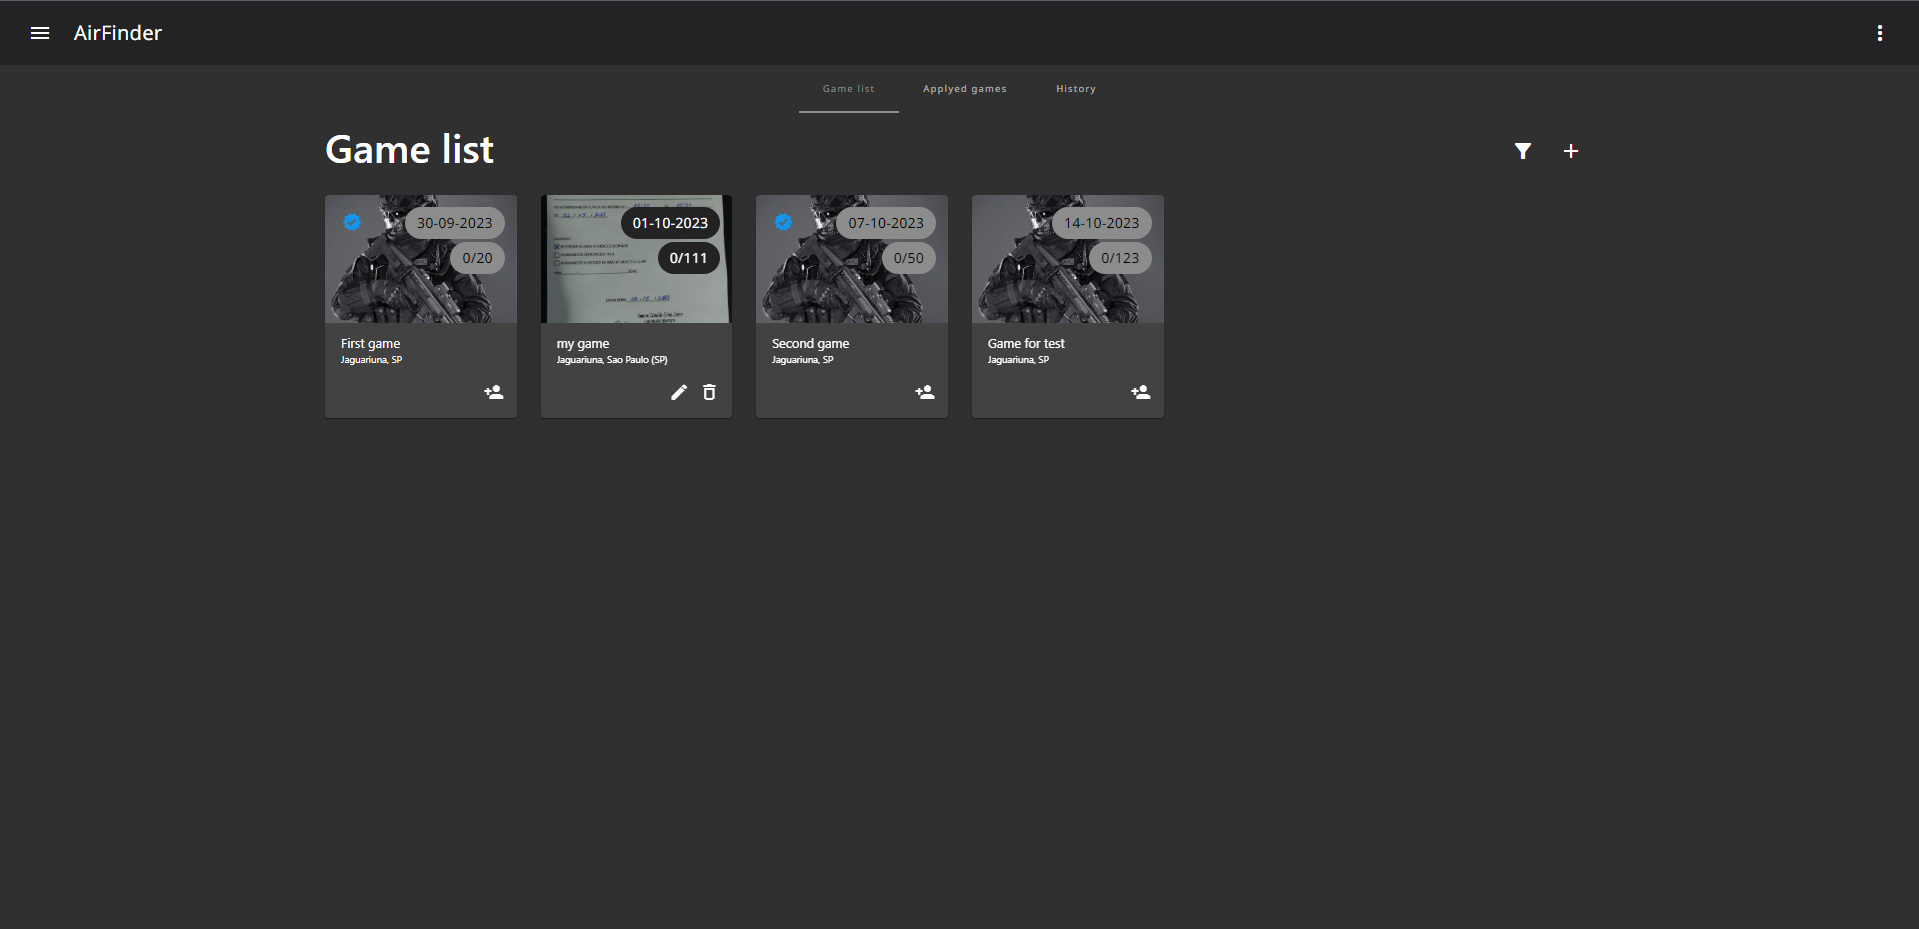 AirFinder
Game list
Applyed games
History
Game list
30-09-2023
0/20
First game
Jaguariuna, SP
01-10-2023
0/111
my game
Jaguariuna, Sao Paulo (SP)
07-10-2023
0/50
Second game
Jaguariuna, SP
14-10-2023
0/123
Game for test
Jaguariuna, SP